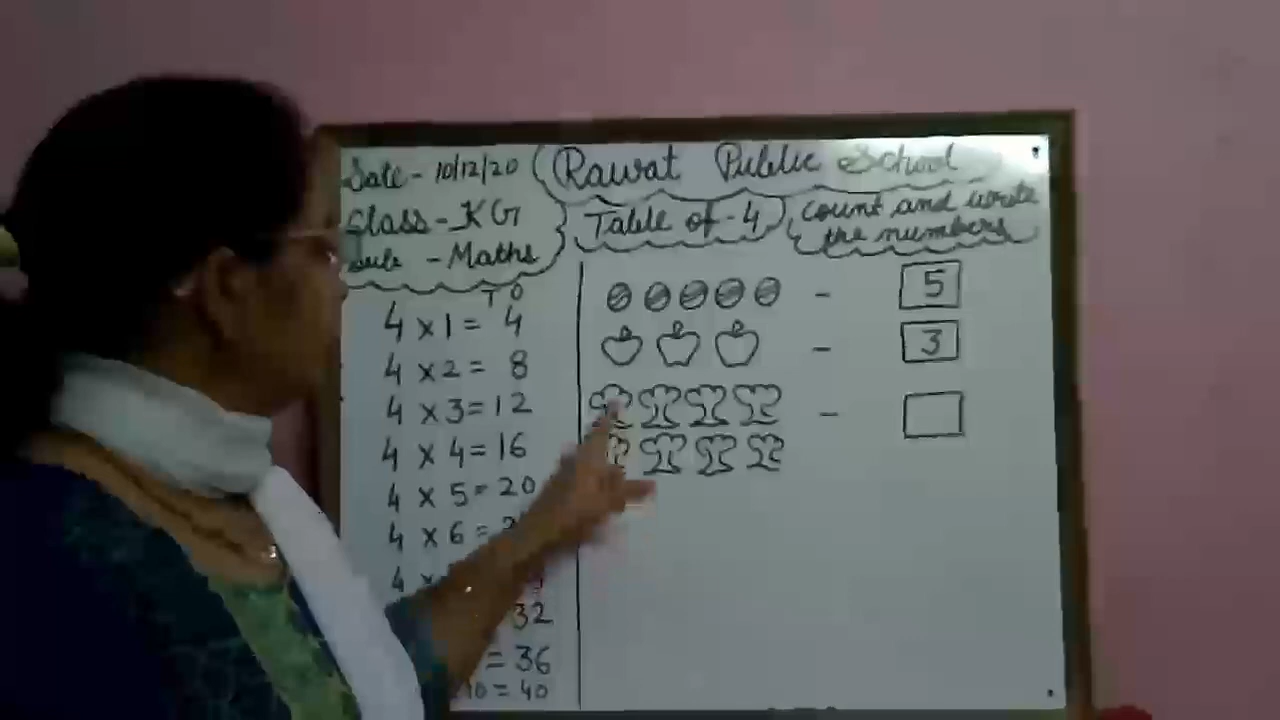 Date - 10/12/20
Rawat Public School
Class - KG
Table of - 4
count and write
the numbers
Sub - Maths
T O
4 x 1 = 4
4 x 2 = 8
4 x 3 = 12
4 x 4 = 16
4 x 5 = 20
4 x 6 =
4 x
32
= 36
10 = 40
- 5
- 3
-